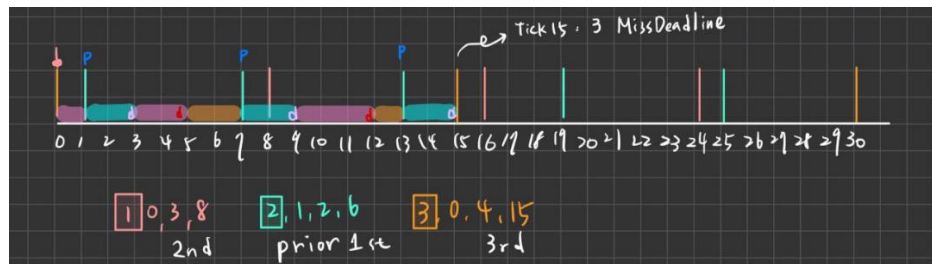 Tick 15 : 3 MissDeadline
P P P
d d d d d d
0 1 2 3 4 5 6 7 8 9 10 11 12 13 14 15 16 17 18 19 20 21 22 23 24 25 26 27 28 29 30
1 0,3,8 2,1,2,6 3,0,4,15
2nd prior 1st 3rd